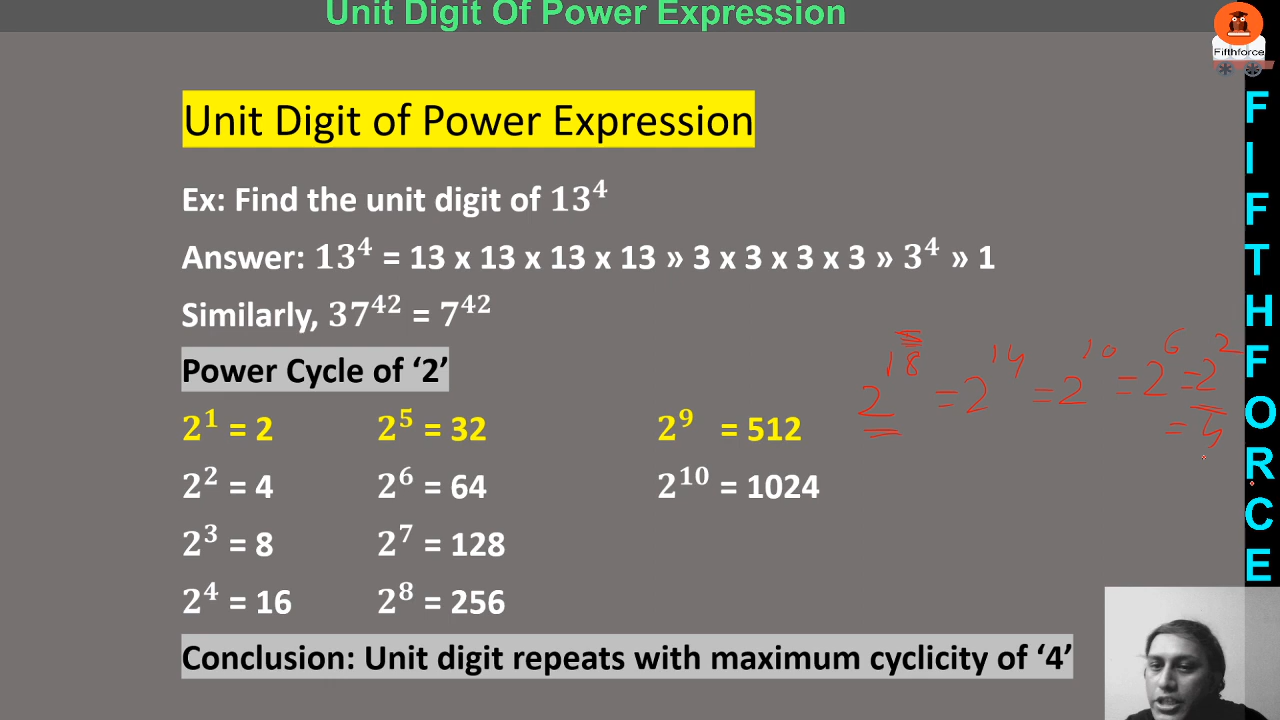 Unit Digit Of Power Expression
Fifthforce
FIFTHFORCE
Unit Digit of Power Expression
Ex: Find the unit digit of 13⁴
Answer: 13⁴ = 13 x 13 x 13 x 13 » 3 x 3 x 3 x 3 » 3⁴ » 1
Similarly, 37⁴² = 7⁴²
Power Cycle of ‘2’
2¹⁸ = 2¹⁴ = 2¹⁰ = 2⁶ = 2²
= 4
2¹ = 2 2⁵ = 32 2⁹ = 512
2² = 4 2⁶ = 64 2¹⁰ = 1024
2³ = 8 2⁷ = 128
2⁴ = 16 2⁸ = 256
Conclusion: Unit digit repeats with maximum cyclicity of ‘4’